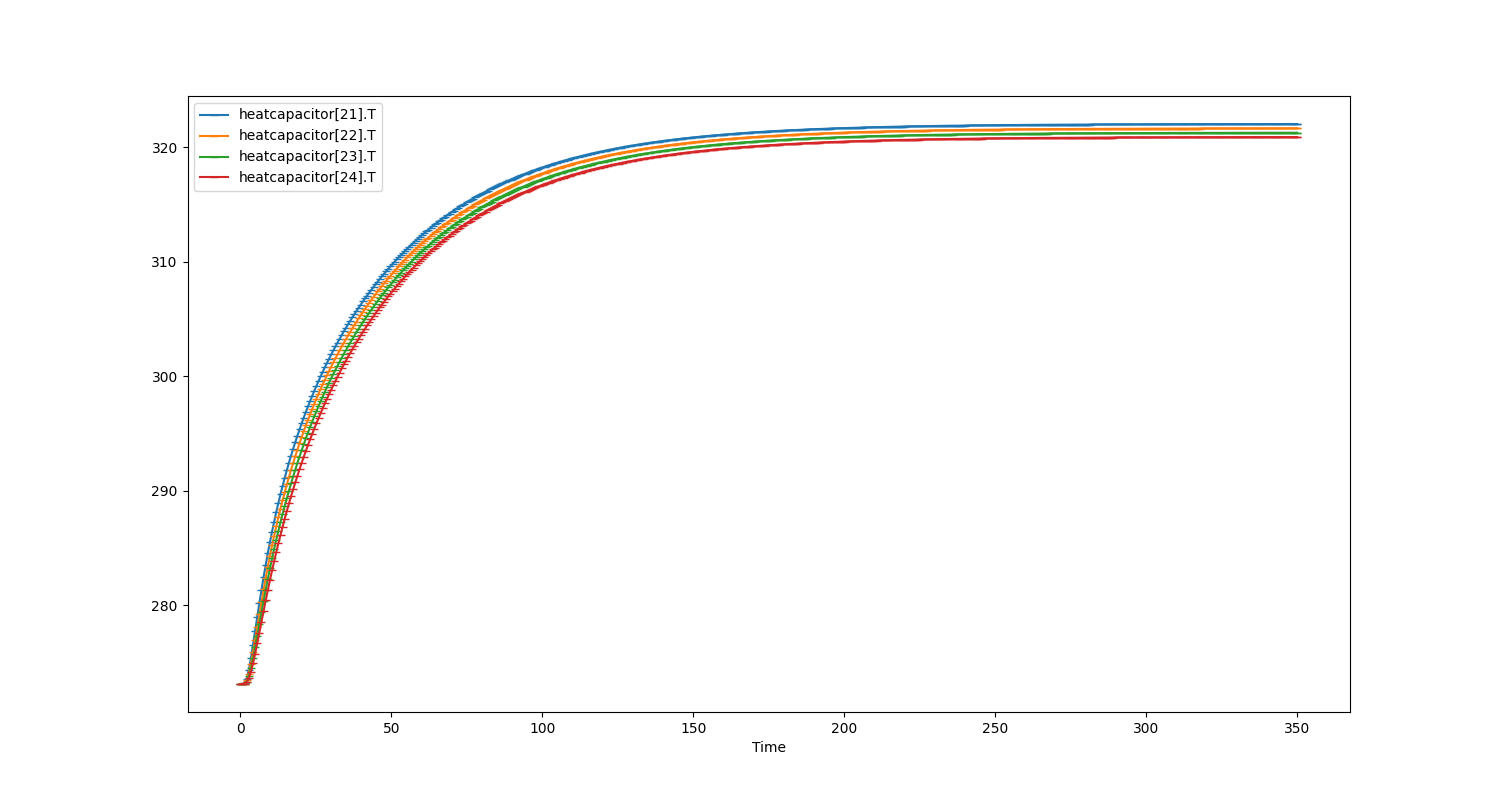 heatcapacitor[21].T
heatcapacitor[22].T
heatcapacitor[23].T
heatcapacitor[24].T
320
310
300
290
280
0 50 100 150 200 250 300 350
Time